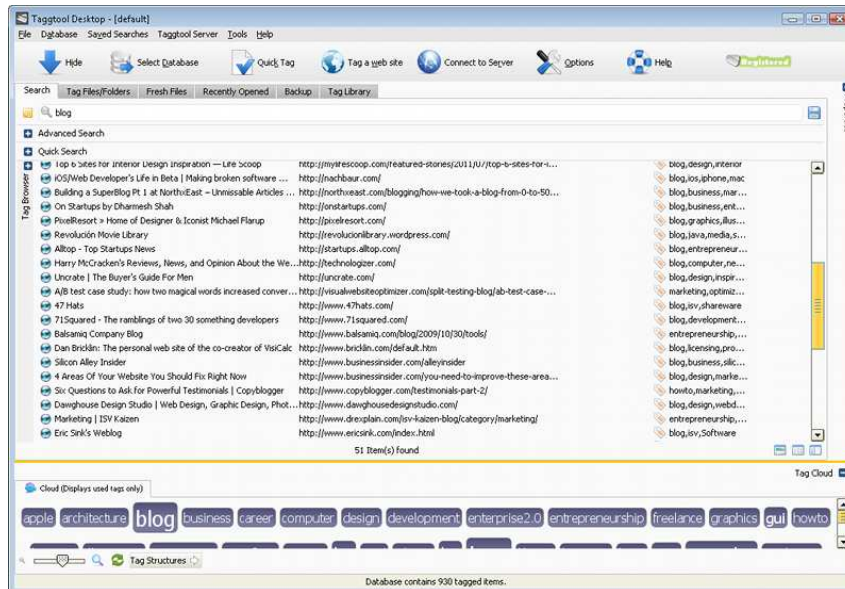 Taggtool Desktop - [default]
File Database Saved Searches Taggtool Server Tools Help
Hide Select Database Quick Tag Tag a web site Connect to Server Options Help Registered
Search Tag Files/Folders Fresh Files Recently Opened Backup Tag Library
blog
Advanced Search
Quick Search
Tag Browser
Top 6 Sites for Interior Design Inspiration — Life Scoop http://mylifescoop.com/featured-stories/2011/07/top-6-sites-for-i... blog,design,interior
iOS/Web Developer's Life in Beta | Making broken software ... http://nachbaur.com/ blog,ios,iphone,mac
Building a SuperBlog Pt 1 at NorthxEast – Unmissable Articles ... http://northxeast.com/blogging/how-we-took-a-blog-from-0-to-50... blog,business,mar...
On Startups by Dharmesh Shah http://onstartups.com/ blog,business,ent...
PixelResort » Home of Designer & Iconist Michael Flarup http://pixelresort.com/ blog,graphics,illus...
Revolución Movie Library http://revolucionlibrary.wordpress.com/ blog,java,media,s...
Alltop - Top Startups News http://startups.alltop.com/ blog,entrepreneur...
Harry McCracken's Reviews, News, and Opinion About the We... http://technologizer.com/ blog,computer,ne...
Uncrate | The Buyer's Guide For Men http://uncrate.com/ blog,design,inspir...
A/B test case study: how two magical words increased conver... http://visualwebsiteoptimizer.com/split-testing-blog/ab-test-case-... marketing,optimiz...
47 Hats http://www.47hats.com/ blog,isv,shareware
71Squared - The ramblings of two 30 something developers http://www.71squared.com/ blog,development...
Balsamiq Company Blog http://www.balsamiq.com/blog/2009/10/30/tools/ entrepreneurship,...
Dan Bricklin: The personal web site of the co-creator of VisiCalc http://www.bricklin.com/default.htm blog,licensing,pro...
Silicon Alley Insider http://www.businessinsider.com/alleyinsider blog,business,silic...
4 Areas Of Your Website You Should Fix Right Now http://www.businessinsider.com/you-need-to-improve-these-area... blog,design,marke...
Six Questions to Ask for Powerful Testimonials | Copyblogger http://www.copyblogger.com/testimonials-part-2/ howto,marketing,...
Dawghouse Design Studio | Web Design, Graphic Design, Phot... http://www.dawghousedesignstudio.com/ blog,design,webd...
Marketing | ISV Kaizen http://www.drexplain.com/isv-kaizen-blog/category/marketing/ entrepreneurship,...
Eric Sink's Weblog http://www.ericsink.com/index.html blog,isv,Software
51 Item(s) found
Tag Cloud
Cloud (Displays used tags only)
apple architecture blog business career computer design development enterprise2.0 entrepreneurship freelance graphics gui howto
Tag Structures
Database contains 930 tagged items.